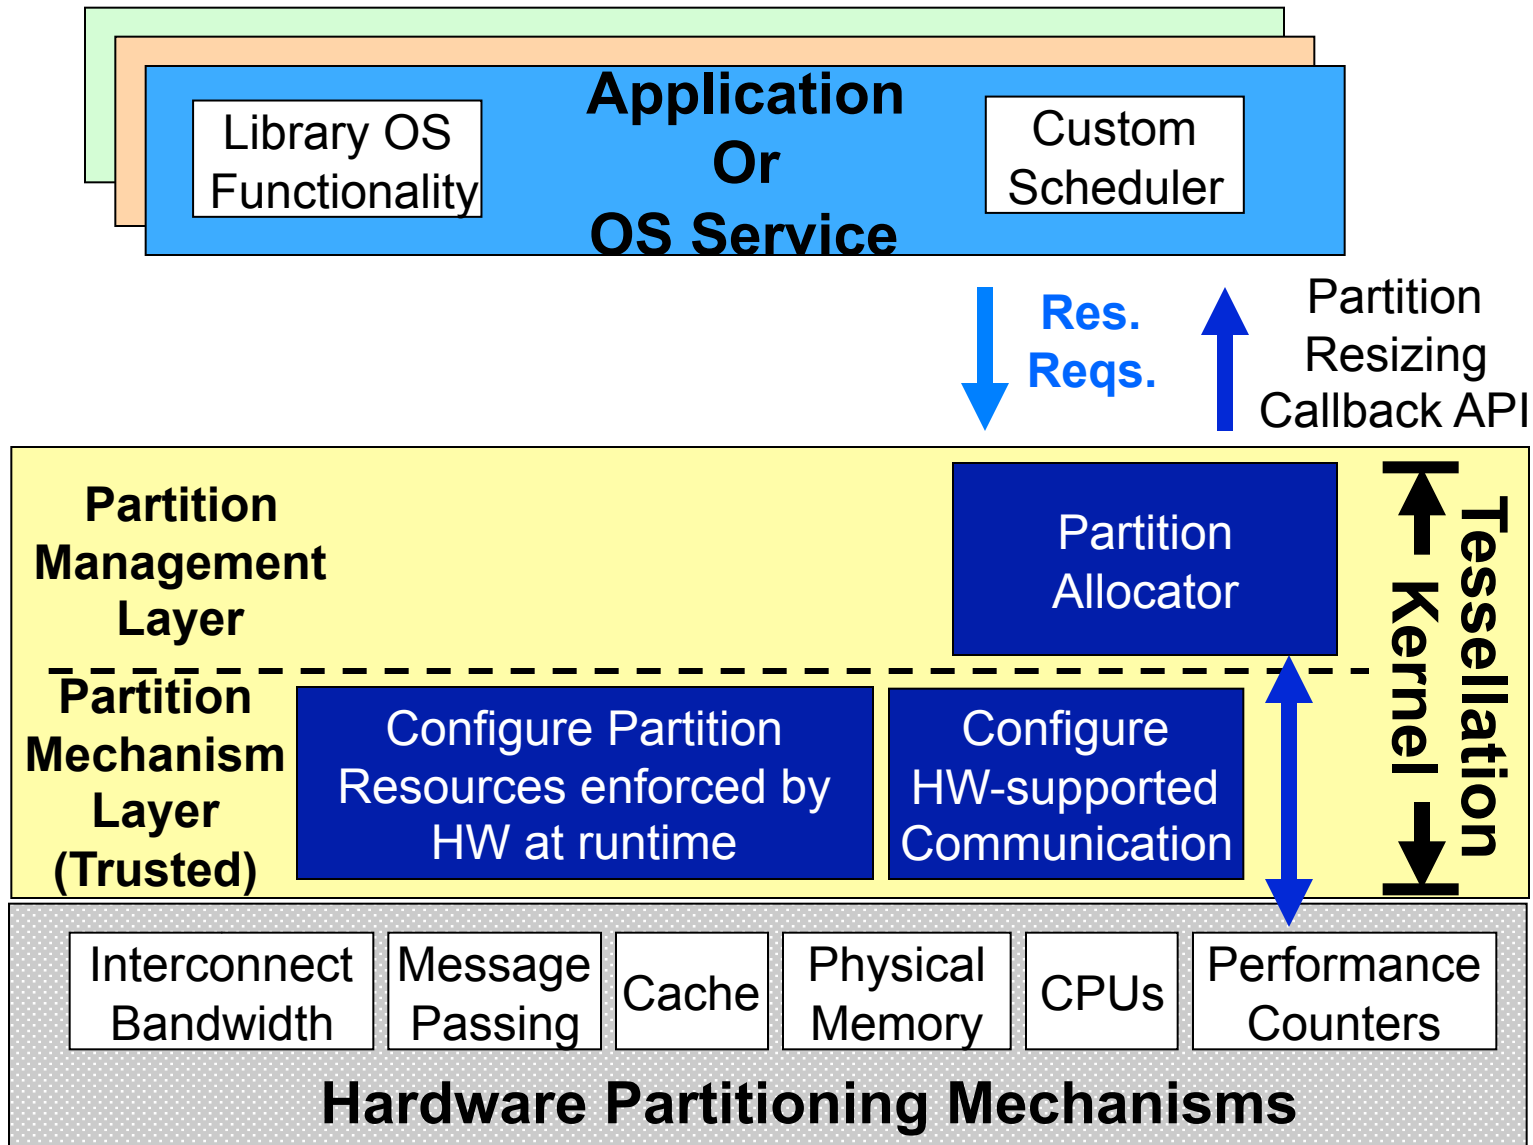 Library OS
Functionality
Application
Or
OS Service
Custom
Scheduler
Res.
Reqs.
Partition
Resizing
Callback API
Partition
Management
Layer
Partition
Allocator
Tessellation
Kernel
Partition
Mechanism
Layer
(Trusted)
Configure Partition
Resources enforced by
HW at runtime
Configure
HW-supported
Communication
Interconnect
Bandwidth
Message
Passing
Cache
Physical
Memory
CPUs
Performance
Counters
Hardware Partitioning Mechanisms